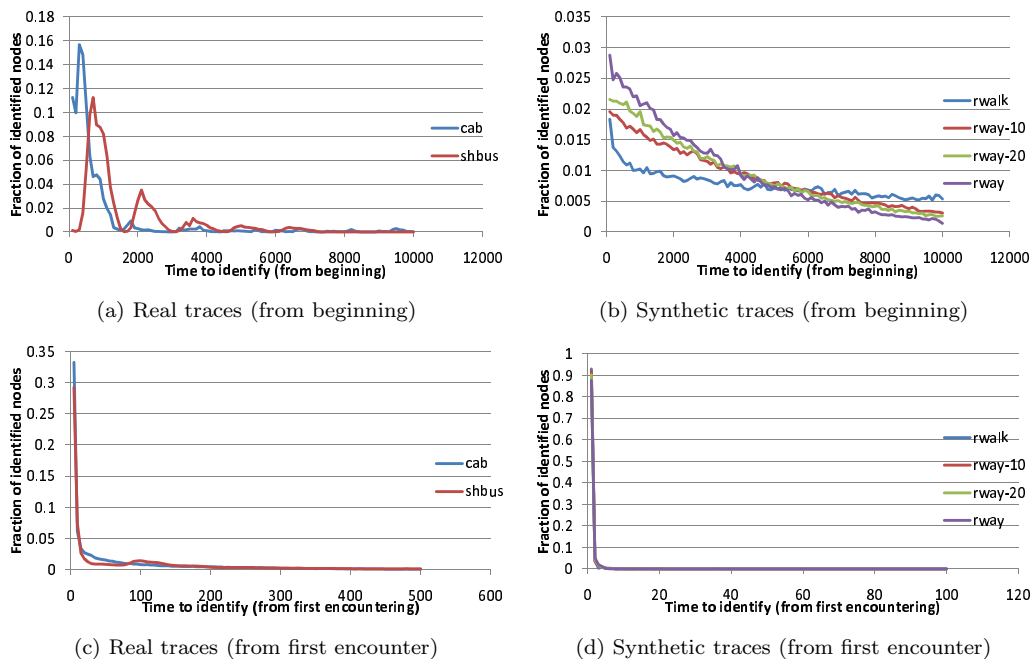 0.18
0.16
0.14
0.12
0.1
0.08
0.06
0.04
0.02
0
Fraction of identified nodes
0 2000 4000 6000 8000 10000 12000
Time to identify (from beginning)
cab
shbus
(a) Real traces (from beginning)
0.035
0.03
0.025
0.02
0.015
0.01
0.005
0
Fraction of identified nodes
0 2000 4000 6000 8000 10000 12000
Time to identify (from beginning)
rwalk
rway-10
rway-20
rway
(b) Synthetic traces (from beginning)
0.35
0.3
0.25
0.2
0.15
0.1
0.05
0
Fraction of identified nodes
0 100 200 300 400 500 600
Time to identify (from first encountering)
cab
shbus
(c) Real traces (from first encounter)
1
0.9
0.8
0.7
0.6
0.5
0.4
0.3
0.2
0.1
0
Fraction of identified nodes
0 20 40 60 80 100 120
Time to identify (from first encountering)
rwalk
rway-10
rway-20
rway
(d) Synthetic traces (from first encounter)